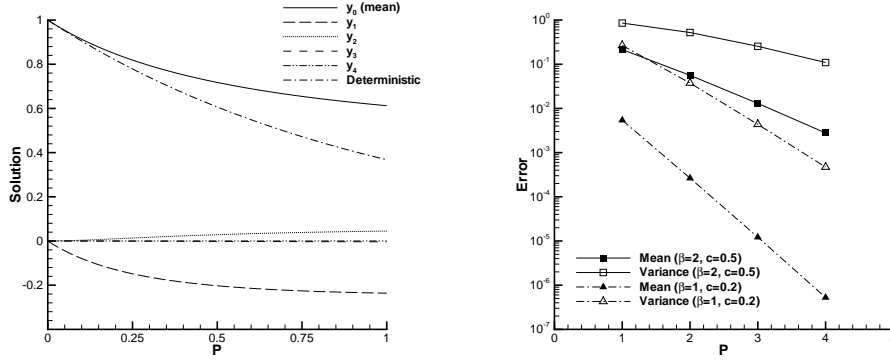 y₀ (mean)
y₁
y₂
y₃
y₄
Deterministic
1
0.8
0.6
0.4
0.2
0
-0.2
Solution
0
0.25
0.5
0.75
1
P
10⁰
10⁻¹
10⁻²
10⁻³
10⁻⁴
10⁻⁵
10⁻⁶
10⁻⁷
Error
Mean (β=2, c=0.5)
Variance (β=2, c=0.5)
Mean (β=1, c=0.2)
Variance (β=1, c=0.2)
0
1
2
3
4
P